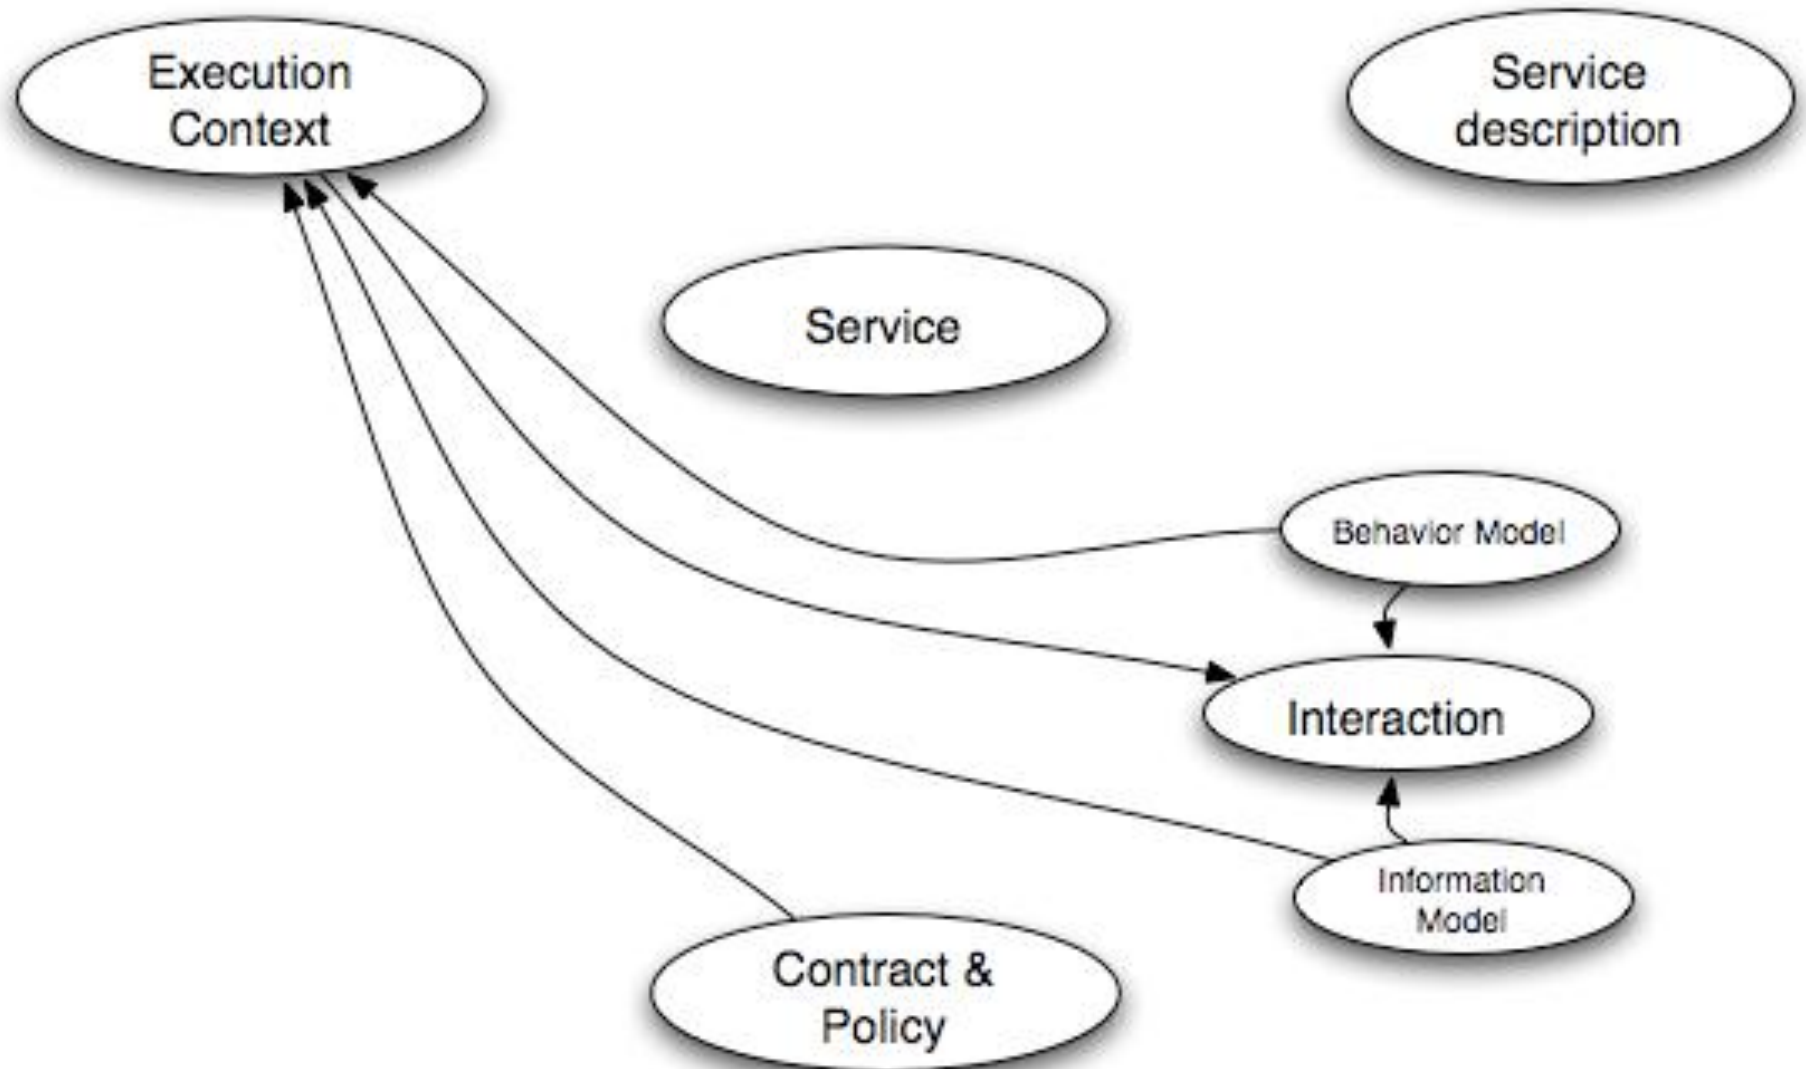 Execution
Context
Service
description
Service
Behavior Model
Interaction
Information
Model
Contract &
Policy